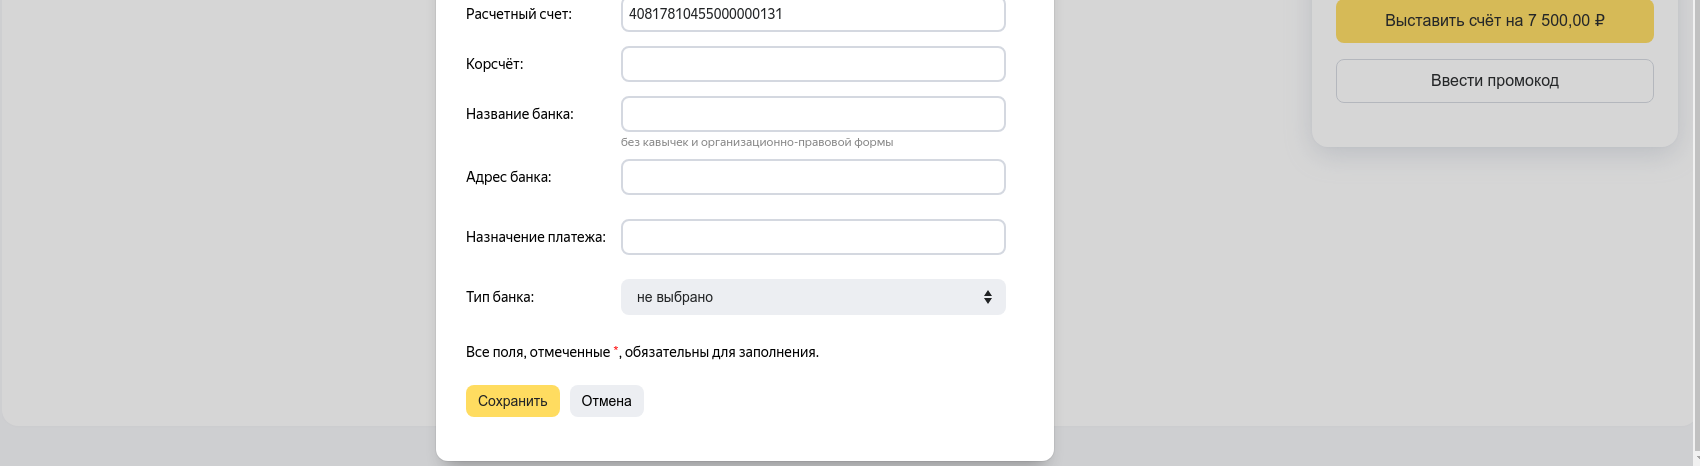 Расчетный счет: 40817810455000000131
Корсчёт:
Название банка:
без кавычек и организационно-правовой формы
Адрес банка:
Назначение платежа:
Тип банка: не выбрано
Все поля, отмеченные *, обязательны для заполнения.
Сохранить Отмена
Выставить счёт на 7 500,00 ₽
Ввести промокод